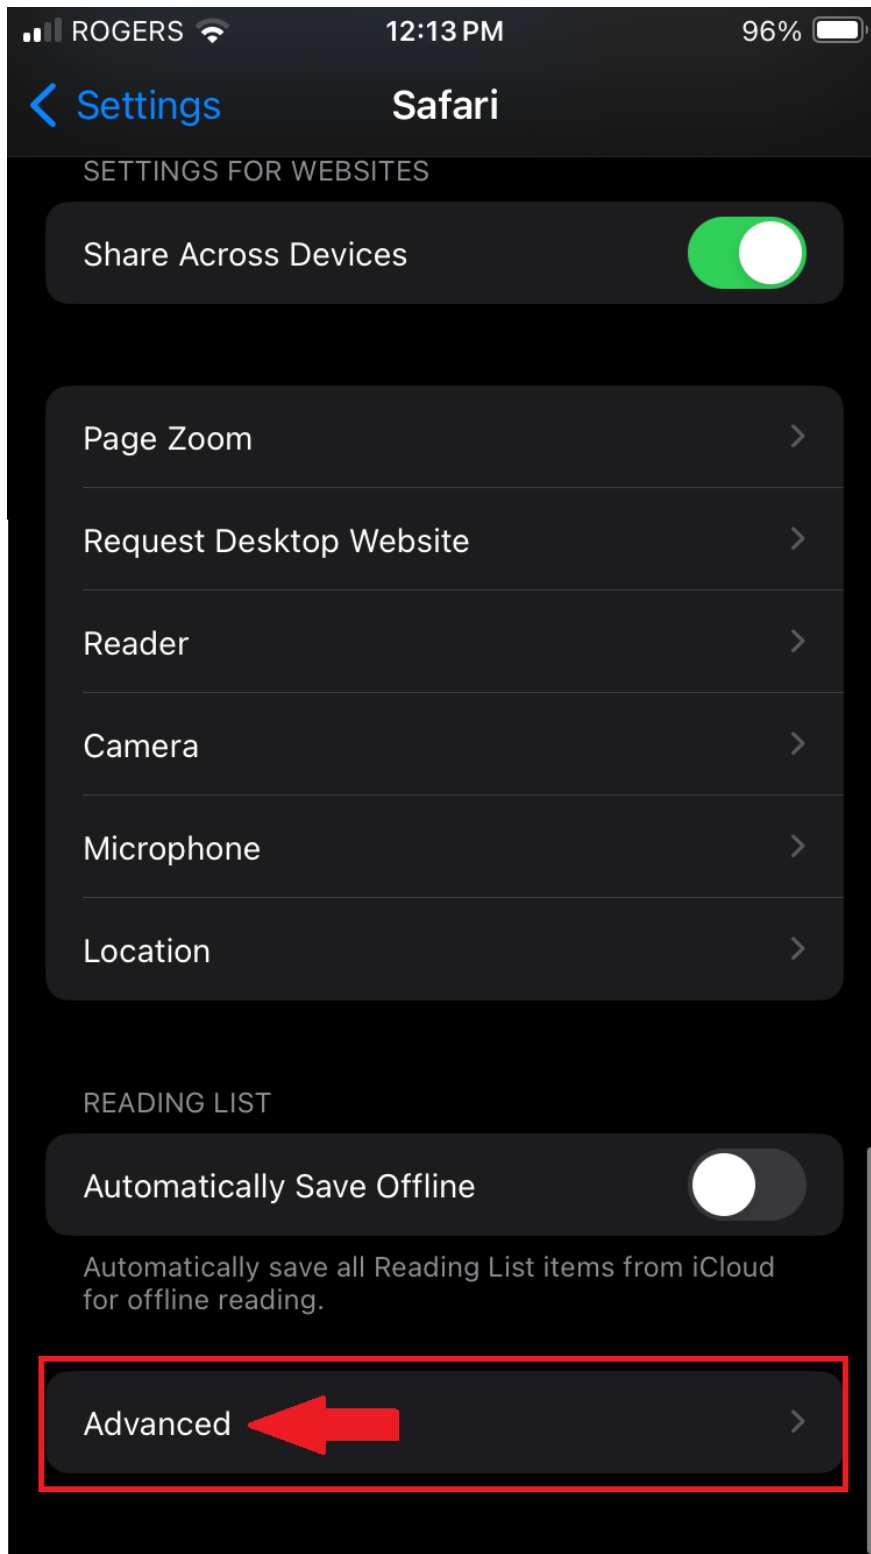 ROGERS 12:13 PM 96%
Settings Safari
SETTINGS FOR WEBSITES
Share Across Devices
Page Zoom
Request Desktop Website
Reader
Camera
Microphone
Location
READING LIST
Automatically Save Offline
Automatically save all Reading List items from iCloud
for offline reading.
Advanced